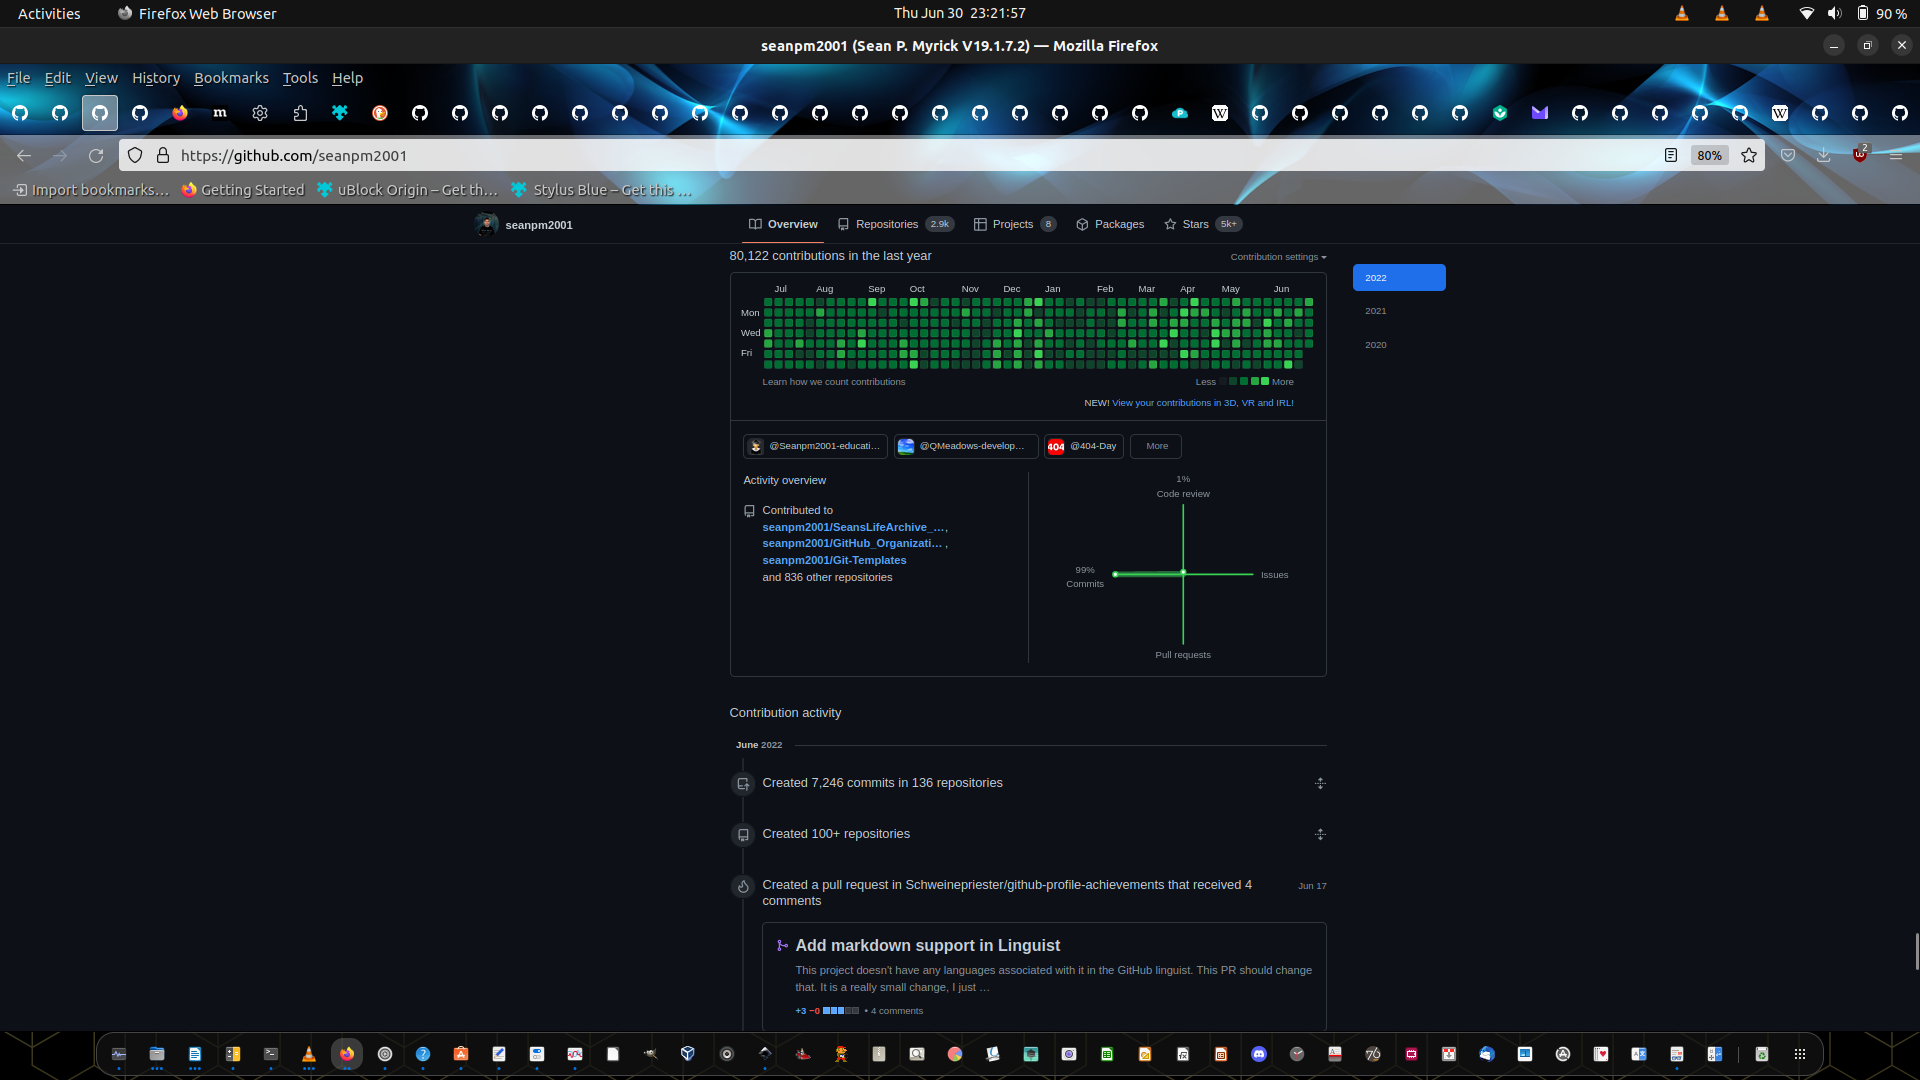 Activities
Firefox Web Browser
Thu Jun 30 23:21:57
90 %
seanpm2001 (Sean P. Myrick V19.1.7.2) — Mozilla Firefox
File Edit View History Bookmarks Tools Help
https://github.com/seanpm2001
80%
2
Import bookmarks…
Getting Started
uBlock Origin – Get th…
Stylus Blue – Get this …
seanpm2001
Overview
Repositories 2.9k
Projects 8
Packages
Stars 5k+
80,122 contributions in the last year
Contribution settings
2022
2021
2020
Jul Aug Sep Oct Nov Dec Jan Feb Mar Apr May Jun
Mon
Wed
Fri
Learn how we count contributions
Less
More
NEW! View your contributions in 3D, VR and IRL!
@Seanpm2001-educati…
@QMeadows-develop…
404 @404-Day
More
Activity overview
Contributed to
seanpm2001/SeansLifeArchive_…,
seanpm2001/GitHub_Organizati… ,
seanpm2001/Git-Templates
and 836 other repositories
1%
Code review
99%
Commits
Issues
Pull requests
Contribution activity
June 2022
Created 7,246 commits in 136 repositories
Created 100+ repositories
Created a pull request in Schweinepriester/github-profile-achievements that received 4
comments
Jun 17
Add markdown support in Linguist
This project doesn't have any languages associated with it in the GitHub linguist. This PR should change
that. It is a really small change, I just …
+3 −0 • 4 comments